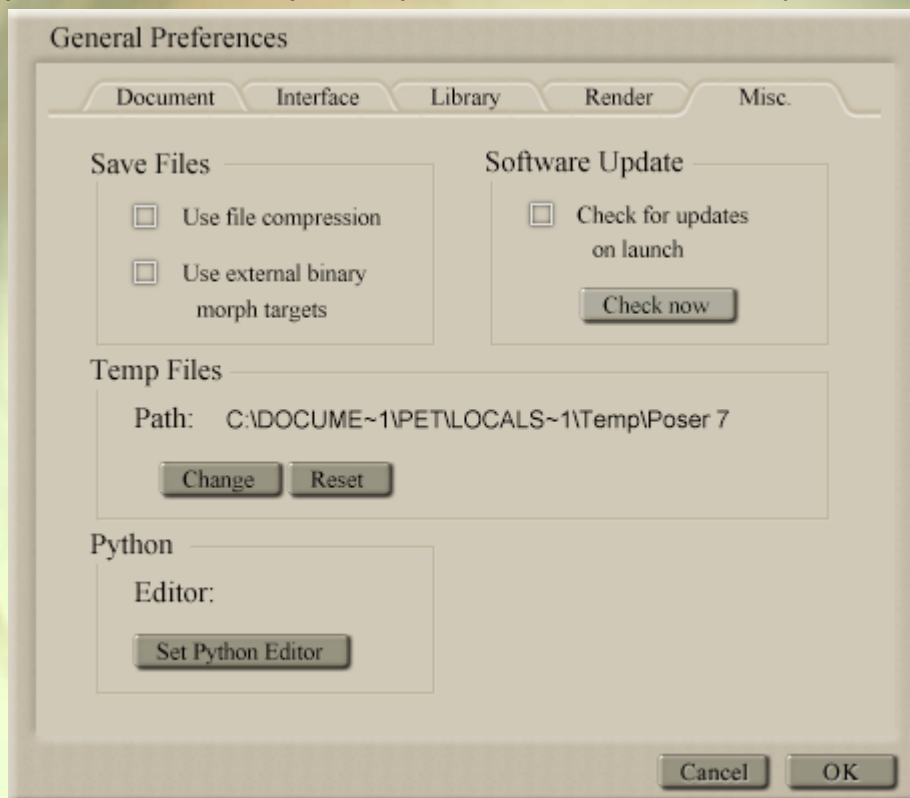 General Preferences
Document Interface Library Render Misc.
Save Files
Use file compression
Use external binary
morph targets
Software Update
Check for updates
on launch
Check now
Temp Files
Path: C:\DOCUME~1\PET\LOCALS~1\Temp\Poser 7
Change Reset
Python
Editor:
Set Python Editor
Cancel OK